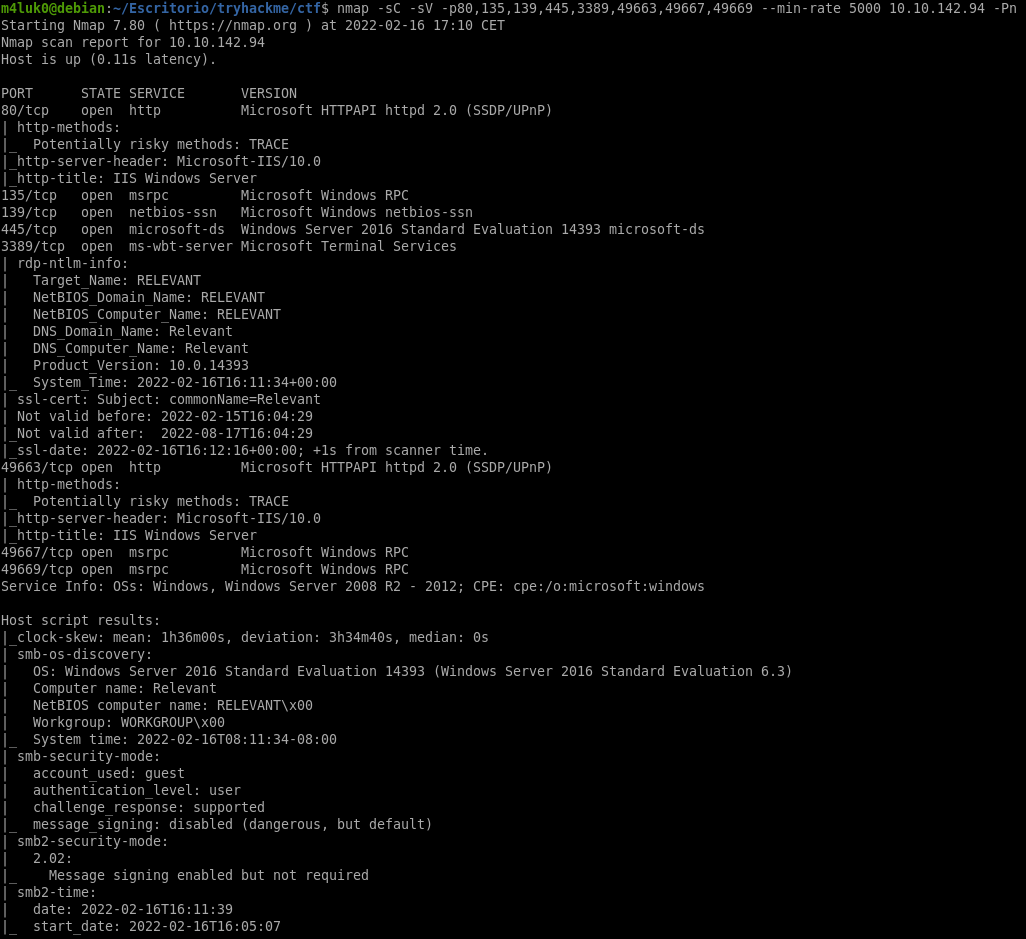 m4luk0@debian:~/Escritorio/tryhackme/ctf$ nmap -sC -sV -p80,135,139,445,3389,49663,49667,49669 --min-rate 5000 10.10.142.94 -Pn
Starting Nmap 7.80 ( https://nmap.org ) at 2022-02-16 17:10 CET
Nmap scan report for 10.10.142.94
Host is up (0.11s latency).

PORT      STATE SERVICE       VERSION
80/tcp    open  http          Microsoft HTTPAPI httpd 2.0 (SSDP/UPnP)
| http-methods:
|_  Potentially risky methods: TRACE
|_http-server-header: Microsoft-IIS/10.0
|_http-title: IIS Windows Server
135/tcp   open  msrpc         Microsoft Windows RPC
139/tcp   open  netbios-ssn   Microsoft Windows netbios-ssn
445/tcp   open  microsoft-ds  Windows Server 2016 Standard Evaluation 14393 microsoft-ds
3389/tcp  open  ms-wbt-server Microsoft Terminal Services
| rdp-ntlm-info:
|   Target_Name: RELEVANT
|   NetBIOS_Domain_Name: RELEVANT
|   NetBIOS_Computer_Name: RELEVANT
|   DNS_Domain_Name: Relevant
|   DNS_Computer_Name: Relevant
|   Product_Version: 10.0.14393
|_  System_Time: 2022-02-16T16:11:34+00:00
| ssl-cert: Subject: commonName=Relevant
| Not valid before: 2022-02-15T16:04:29
|_Not valid after:  2022-08-17T16:04:29
|_ssl-date: 2022-02-16T16:12:16+00:00; +1s from scanner time.
49663/tcp open  http          Microsoft HTTPAPI httpd 2.0 (SSDP/UPnP)
| http-methods:
|_  Potentially risky methods: TRACE
|_http-server-header: Microsoft-IIS/10.0
|_http-title: IIS Windows Server
49667/tcp open  msrpc         Microsoft Windows RPC
49669/tcp open  msrpc         Microsoft Windows RPC
Service Info: OSs: Windows, Windows Server 2008 R2 - 2012; CPE: cpe:/o:microsoft:windows

Host script results:
|_clock-skew: mean: 1h36m00s, deviation: 3h34m40s, median: 0s
| smb-os-discovery:
|   OS: Windows Server 2016 Standard Evaluation 14393 (Windows Server 2016 Standard Evaluation 6.3)
|   Computer name: Relevant
|   NetBIOS computer name: RELEVANT\x00
|   Workgroup: WORKGROUP\x00
|_  System time: 2022-02-16T08:11:34-08:00
| smb-security-mode:
|   account_used: guest
|   authentication_level: user
|   challenge_response: supported
|_  message_signing: disabled (dangerous, but default)
| smb2-security-mode:
|   2.02:
|_    Message signing enabled but not required
| smb2-time:
|   date: 2022-02-16T16:11:39
|_  start_date: 2022-02-16T16:05:07